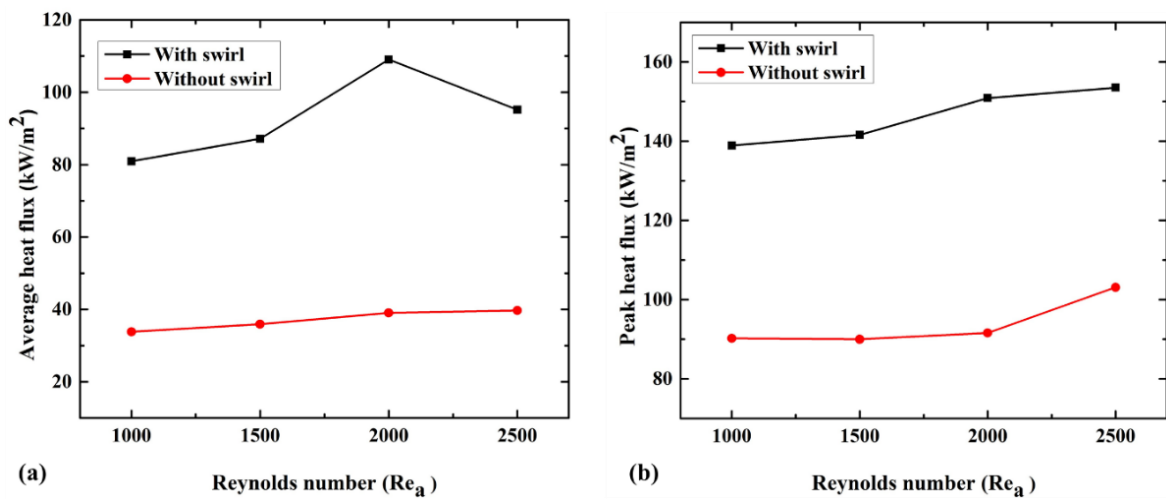 120
100
80
60
40
20
Average heat flux (kW/m²)
With swirl
Without swirl
1000 1500 2000 2500
(a)
Reynolds number (Reₐ )
160
140
120
100
80
Peak heat flux (kW/m²)
With swirl
Without swirl
1000 1500 2000 2500
(b)
Reynolds number (Reₐ )